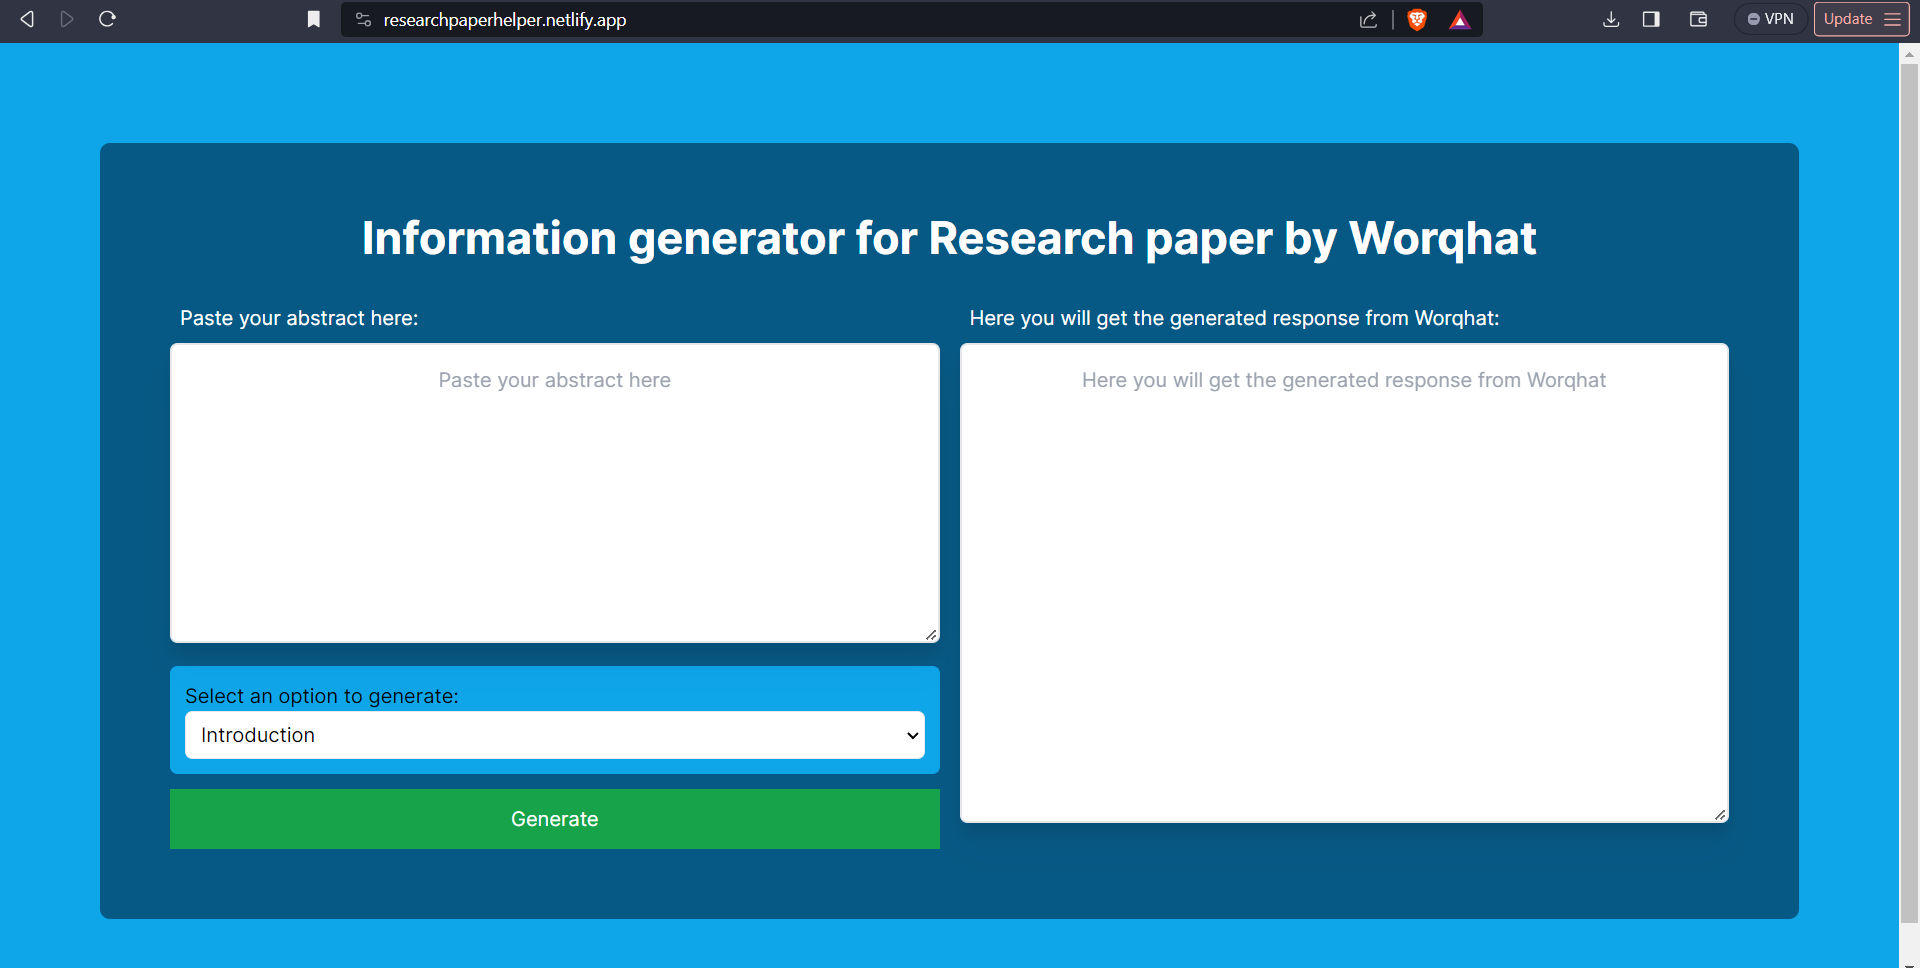 researchpaperhelper.netlify.app
VPN
Update
Information generator for Research paper by Worqhat
Paste your abstract here:
Paste your abstract here
Select an option to generate:
Introduction
Generate
Here you will get the generated response from Worqhat:
Here you will get the generated response from Worqhat